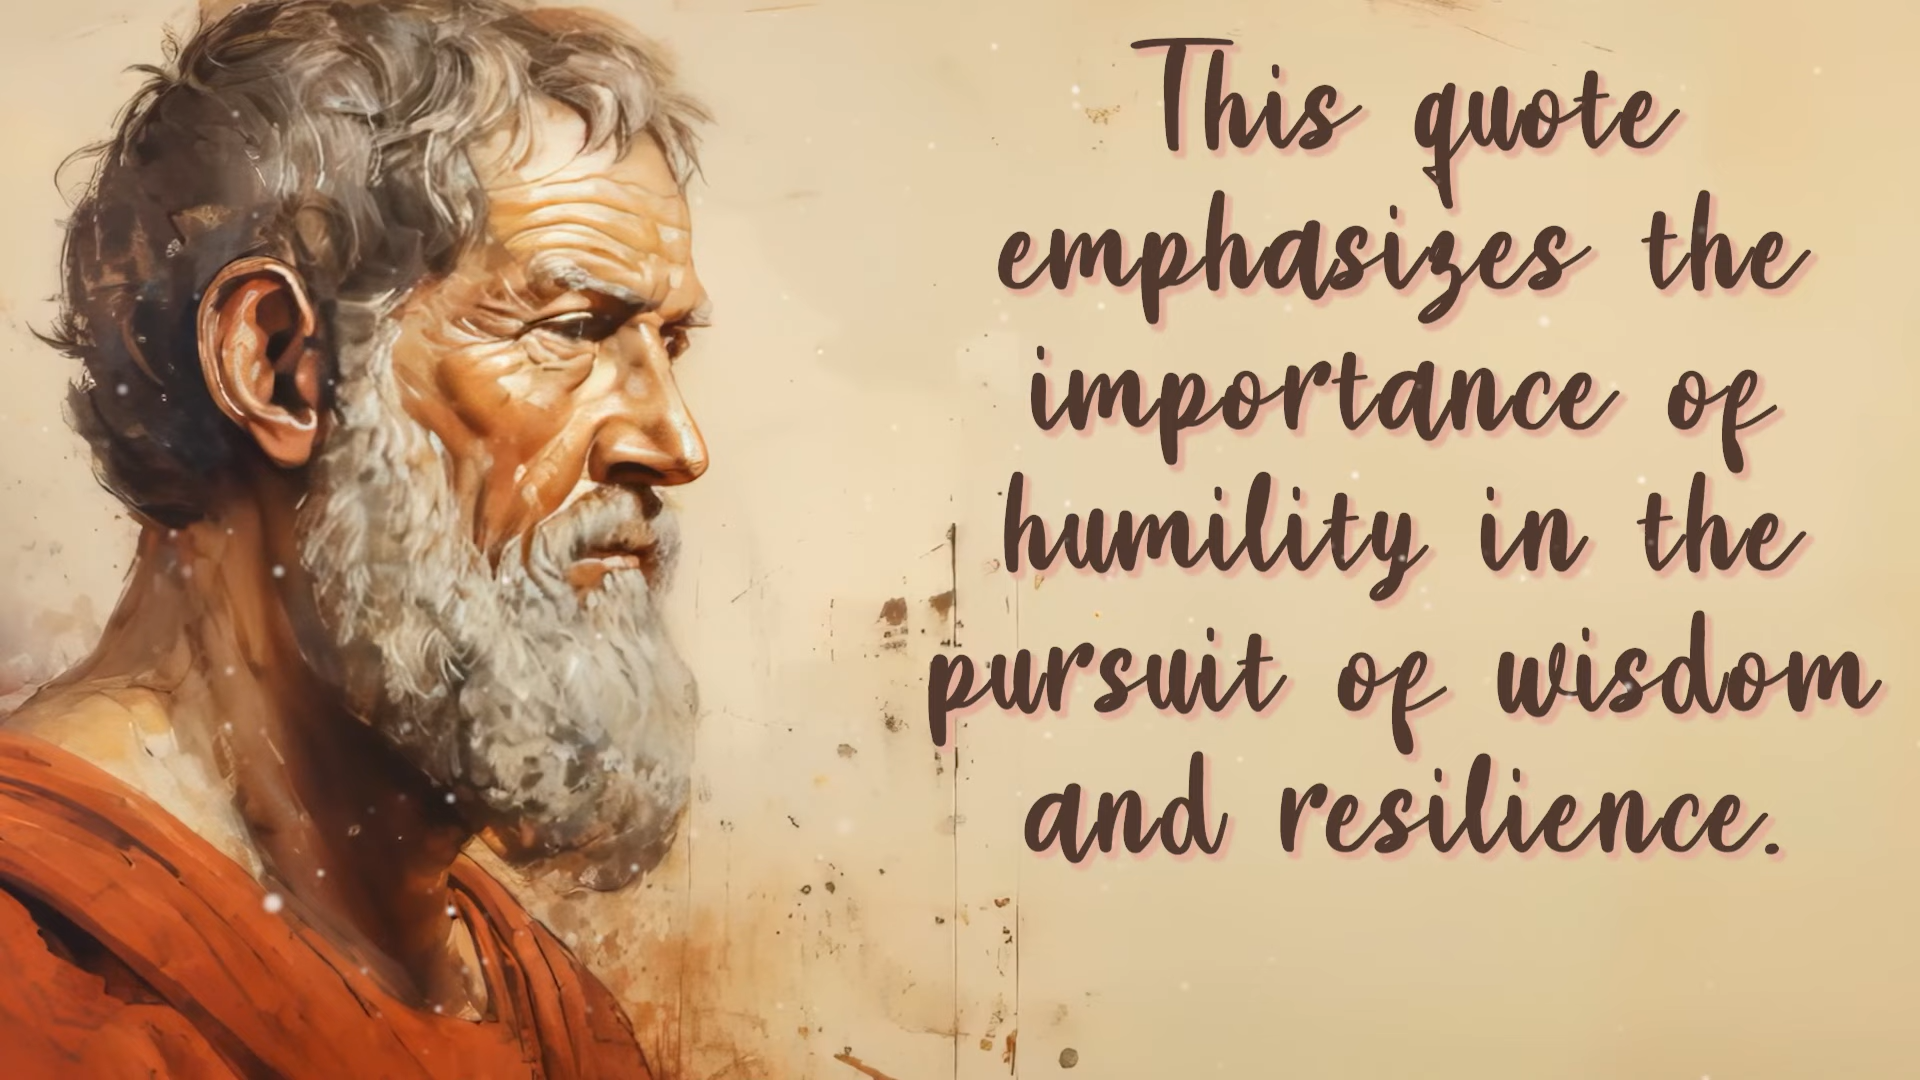 This quote
emphasizes the
importance of
humility in the
pursuit of wisdom
and resilience.